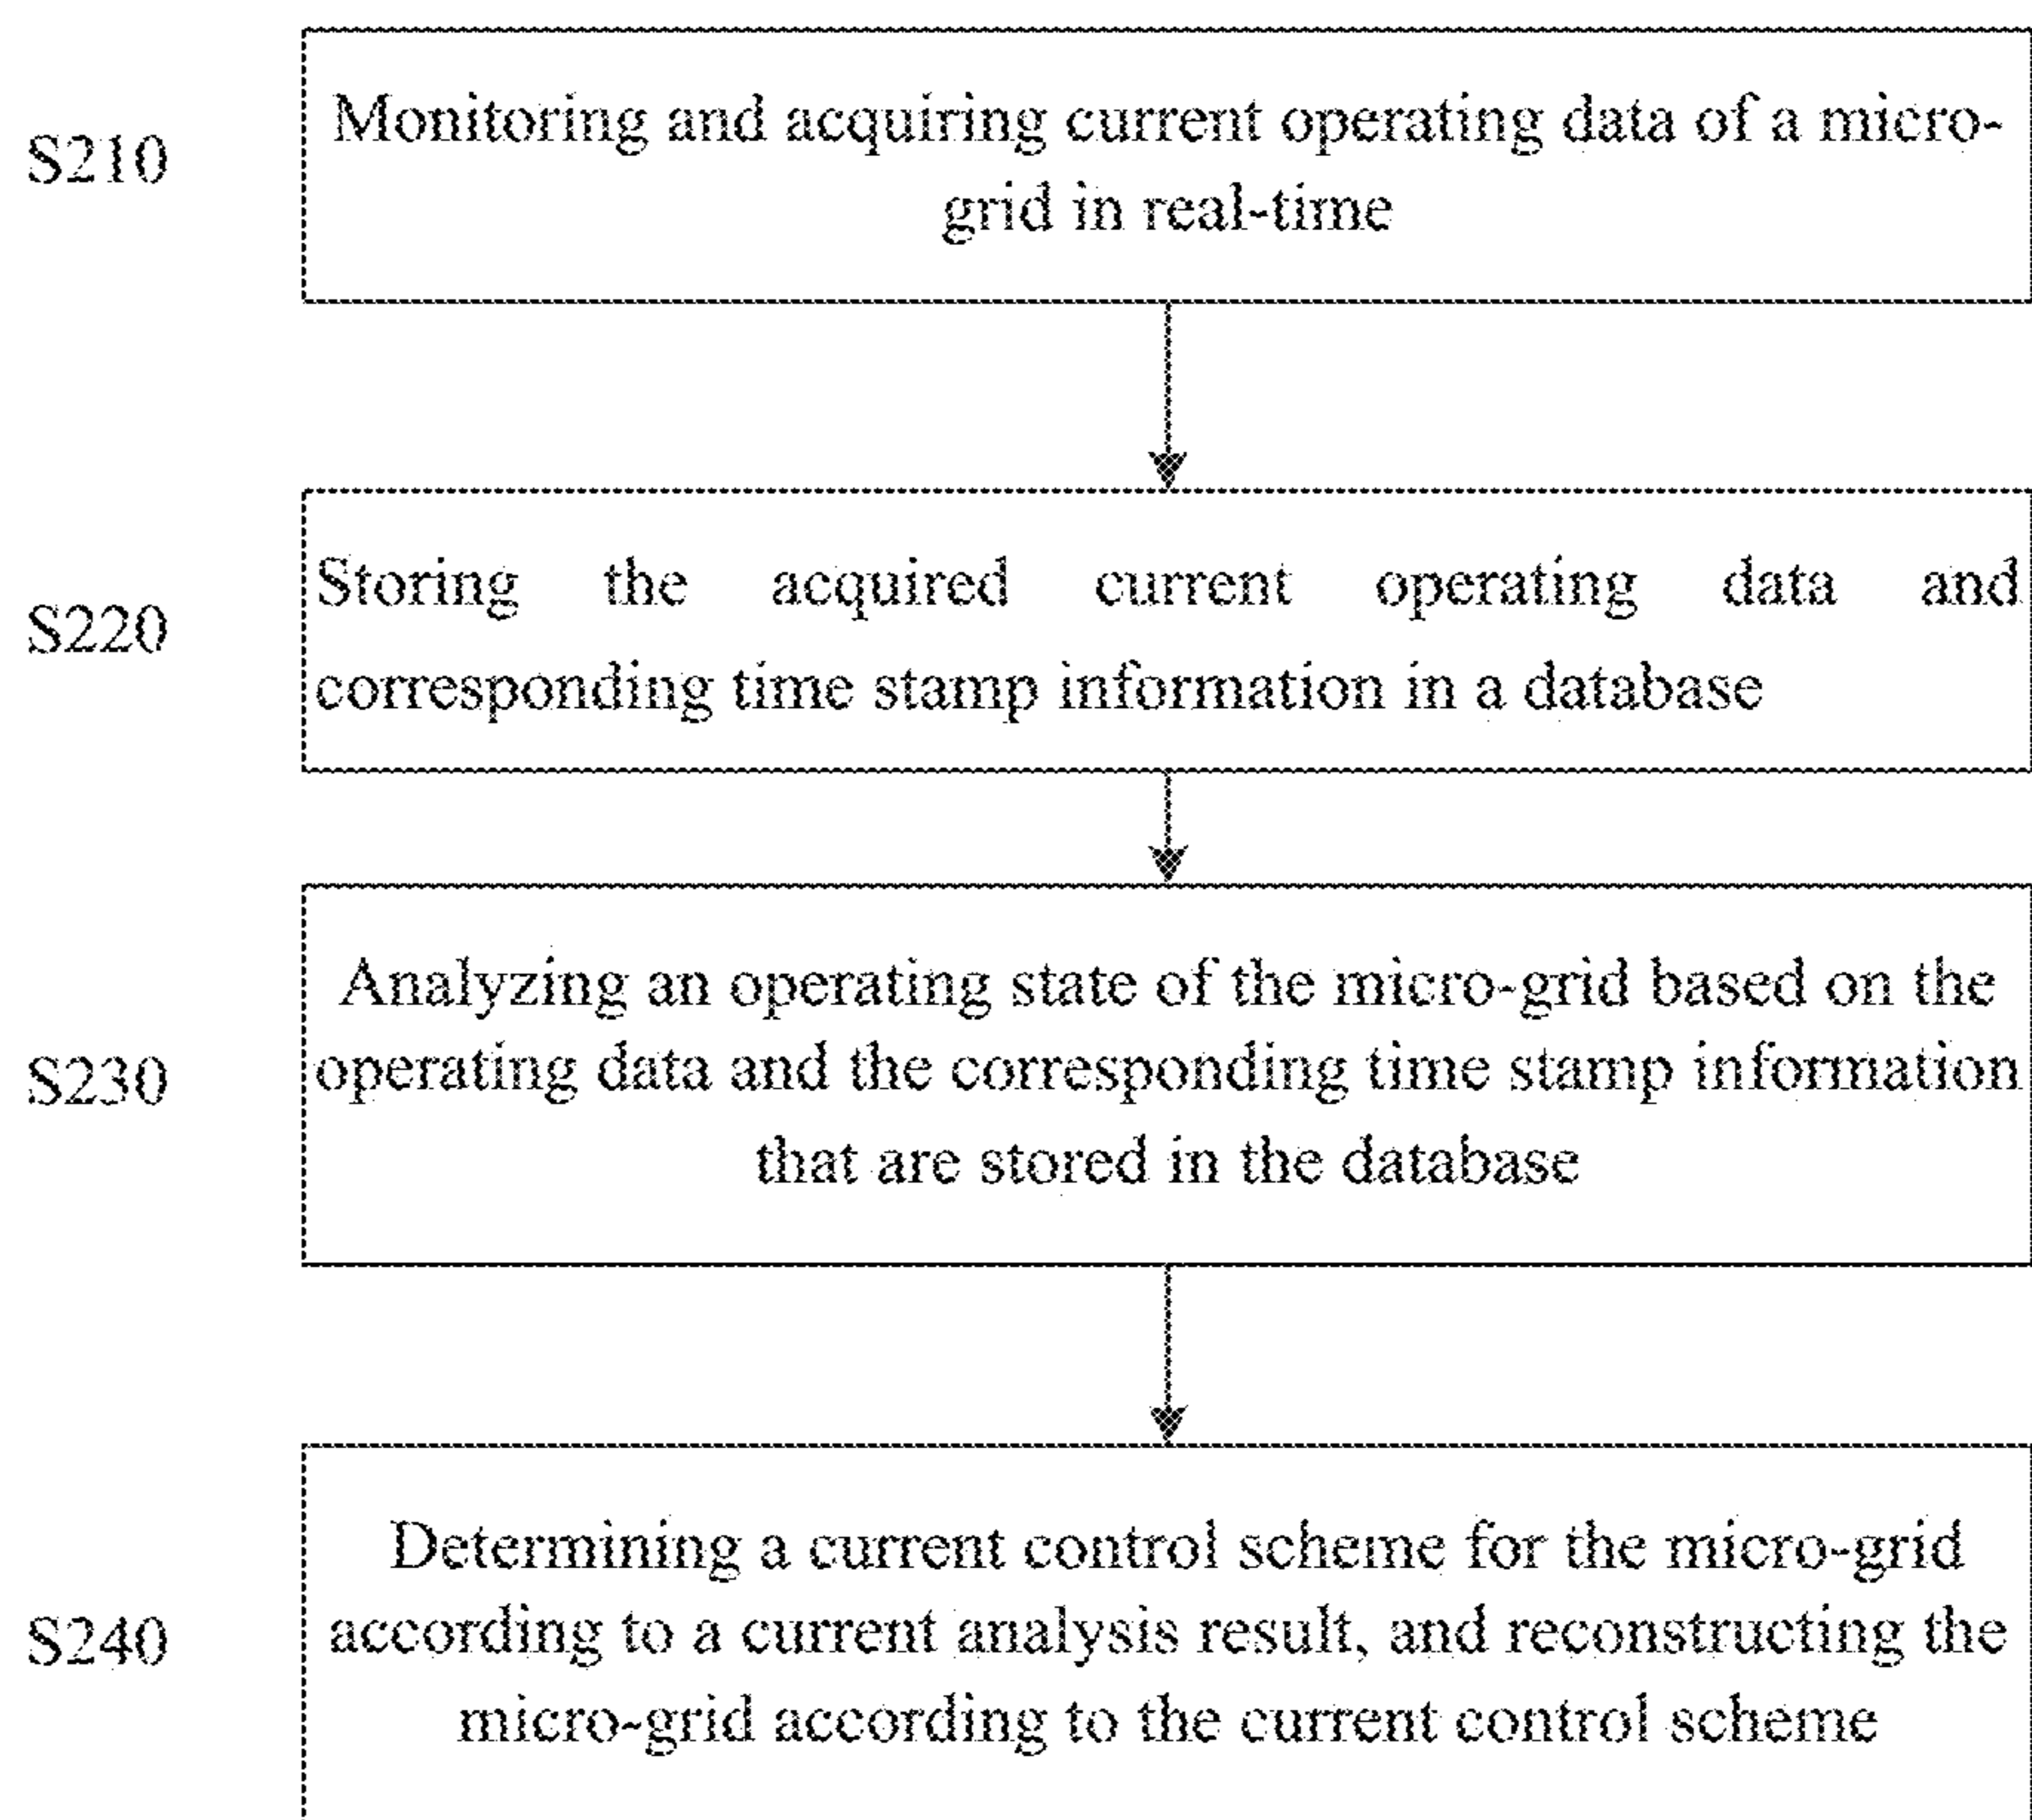 S210
Monitoring and acquiring current operating data of a micro-
grid in real-time
S220
Storing the acquired current operating data and
corresponding time stamp information in a database
S230
Analyzing an operating state of the micro-grid based on the
operating data and the corresponding time stamp information
that are stored in the database
S240
Determining a current control scheme for the micro-grid
according to a current analysis result, and reconstructing the
micro-grid according to the current control scheme